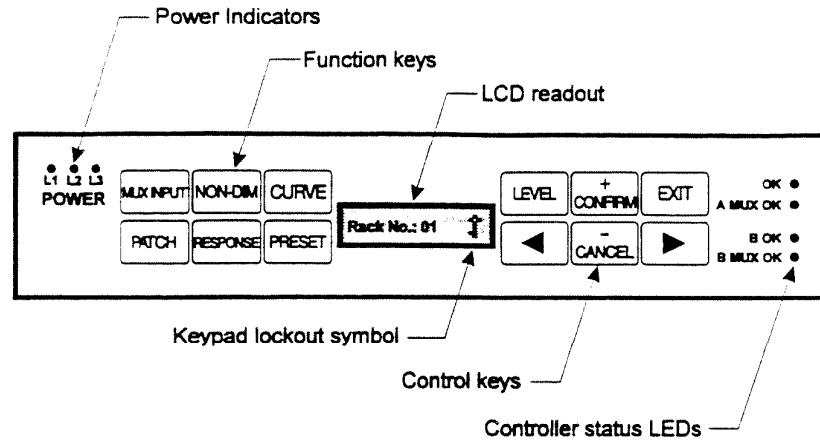 Power Indicators
Function keys
LCD readout
L1 L2 L3
POWER
MUX INPUT NON-DIM CURVE
PATCH RESPONSE PRESET
Rack No.: 01
LEVEL + CONFIRM EXIT
- CANCEL
OK
A MUX OK
B OK
B MUX OK
Keypad lockout symbol
Control keys
Controller status LEDs